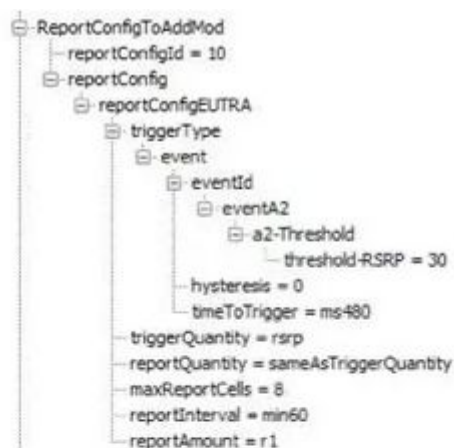 ReportConfigToAddMod
reportConfigId = 10
reportConfig
reportConfigEUTRA
triggerType
event
eventId
eventA2
a2-Threshold
threshold-RSRP = 30
hysteresis = 0
timeToTrigger = ms480
triggerQuantity = rsrp
reportQuantity = sameAsTriggerQuantity
maxReportCells = 8
reportInterval = min60
reportAmount = r1